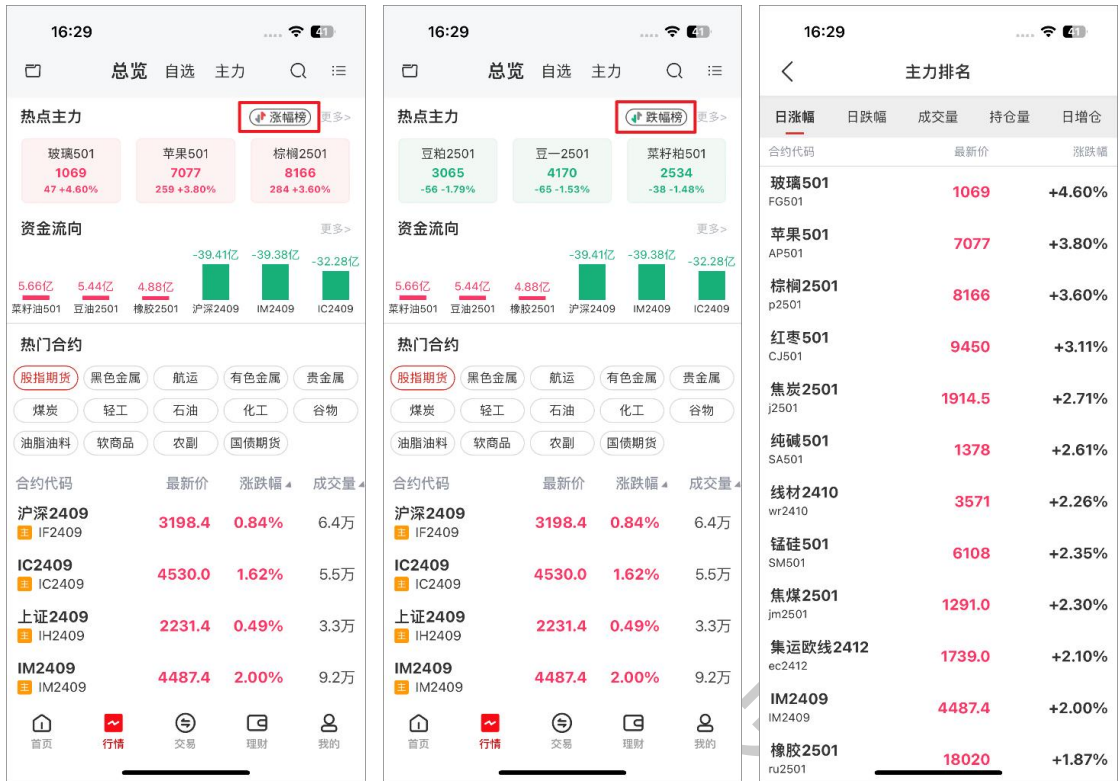 16:29 41
总览 自选 主力
热点主力 涨幅榜 更多>
玻璃501 苹果501 棕榈2501
1069 7077 8166
47 +4.60% 259 +3.80% 284 +3.60%
资金流向 更多>
-39.41亿 -39.38亿 -32.28亿
5.66亿 5.44亿 4.88亿
菜籽油501 豆油2501 橡胶2501 沪深2409 IM2409 IC2409
热门合约
股指期货 黑色金属 航运 有色金属 贵金属
煤炭 轻工 石油 化工 谷物
油脂油料 软商品 农副 国债期货
合约代码 最新价 涨跌幅 成交量
沪深2409 3198.4 0.84% 6.4万
主 IF2409
IC2409 4530.0 1.62% 5.5万
主 IC2409
上证2409 2231.4 0.49% 3.3万
主 IH2409
IM2409 4487.4 2.00% 9.2万
主 IM2409
首页 行情 交易 理财 我的
16:29 41
总览 自选 主力
热点主力 跌幅榜 更多>
豆粕2501 豆一2501 菜籽粕501
3065 4170 2534
-56 -1.79% -65 -1.53% -38 -1.48%
资金流向 更多>
-39.41亿 -39.38亿 -32.28亿
5.66亿 5.44亿 4.88亿
菜籽油501 豆油2501 橡胶2501 沪深2409 IM2409 IC2409
热门合约
股指期货 黑色金属 航运 有色金属 贵金属
煤炭 轻工 石油 化工 谷物
油脂油料 软商品 农副 国债期货
合约代码 最新价 涨跌幅 成交量
沪深2409 3198.4 0.84% 6.4万
主 IF2409
IC2409 4530.0 1.62% 5.5万
主 IC2409
上证2409 2231.4 0.49% 3.3万
主 IH2409
IM2409 4487.4 2.00% 9.2万
主 IM2409
首页 行情 交易 理财 我的
16:29 41
主力排名
日涨幅 日跌幅 成交量 持仓量 日增仓
合约代码 最新价 涨跌幅
玻璃501 1069 +4.60%
FG501
苹果501 7077 +3.80%
AP501
棕榈2501 8166 +3.60%
p2501
红枣501 9450 +3.11%
CJ501
焦炭2501 1914.5 +2.71%
j2501
纯碱501 1378 +2.61%
SA501
线材2410 3571 +2.26%
wr2410
锰硅501 6108 +2.35%
SM501
焦煤2501 1291.0 +2.30%
jm2501
集运欧线2412 1739.0 +2.10%
ec2412
IM2409 4487.4 +2.00%
IM2409
橡胶2501 18020 +1.87%
ru2501